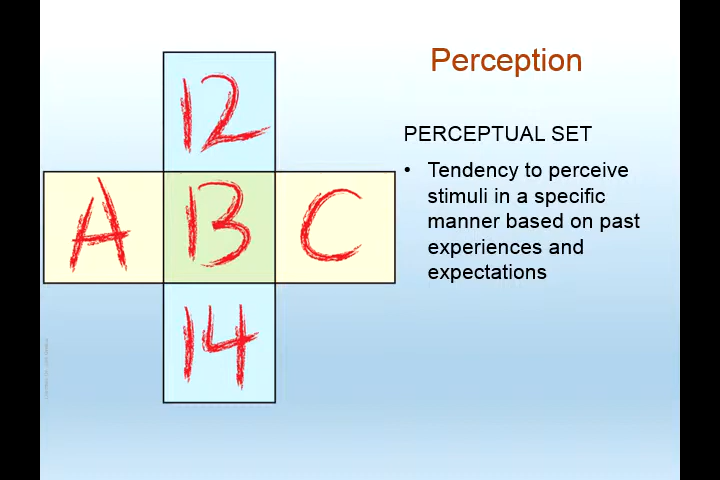 Perception
12
A 13 C
14
PERCEPTUAL SET
• Tendency to perceive
stimuli in a specific
manner based on past
experiences and
expectations